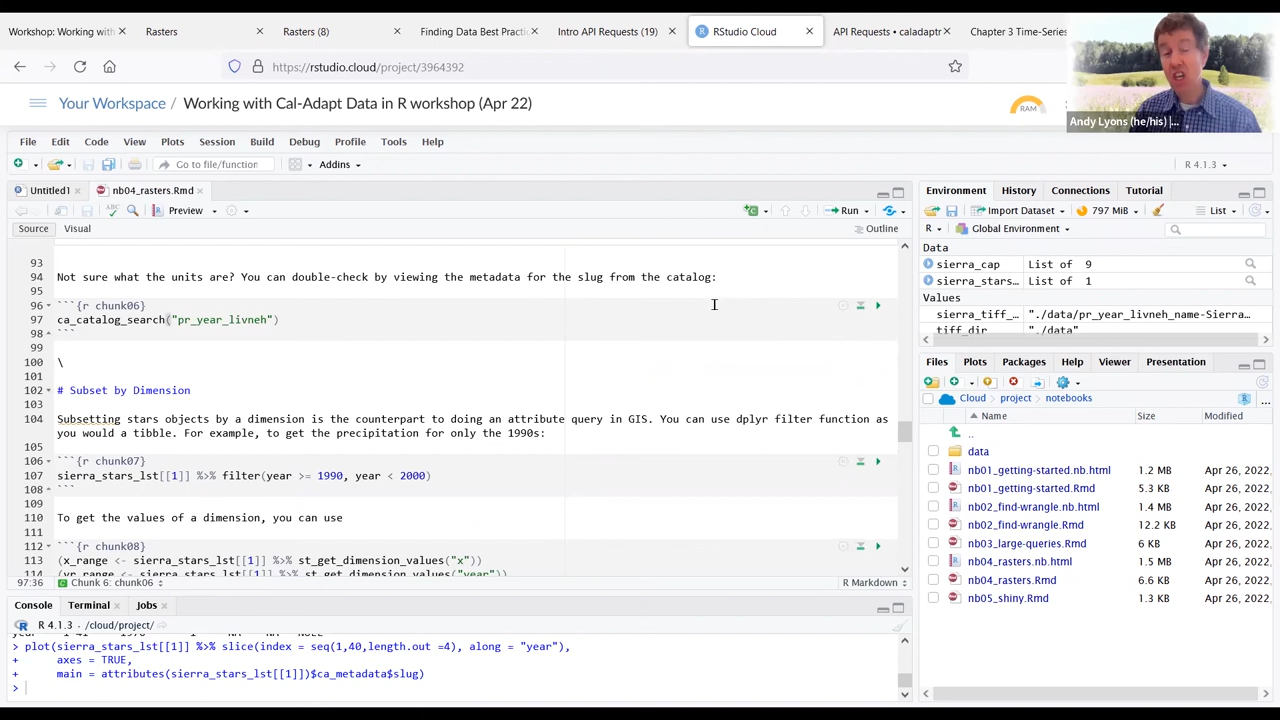 Workshop: Working with
Rasters
Rasters (8)
Finding Data Best Practi
Intro API Requests (19)
RStudio Cloud
API Requests • caladaptr
Chapter 3 Time-Series
https://rstudio.cloud/project/3964392
Your Workspace / Working with Cal-Adapt Data in R workshop (Apr 22)
RAM
Andy Lyons (he/his) |...
File Edit Code View Plots Session Build Debug Profile Tools Help
Go to file/function
Addins
R 4.1.3
Untitled1
nb04_rasters.Rmd
Preview
Run
Source Visual
Outline
93
94 Not sure what the units are? You can double-check by viewing the metadata for the slug from the catalog:
95
96 ```{r chunk06}
97 ca_catalog_search("pr_year_livneh")
98 ```
99
100 \
101
102 # Subset by Dimension
103
104 Subsetting stars objects by a dimension is the counterpart to doing an attribute query in GIS. You can use dplyr filter function as
you would a tibble. For example, to get the precipitation for only the 1990s:
105
106 ```{r chunk07}
107 sierra_stars_lst[[1]] %>% filter(year >= 1990, year < 2000)
108 ```
109
110 To get the values of a dimension, you can use
111
112 ```{r chunk08}
113 (x_range <- sierra_stars_lst[[1]] %>% st_get_dimension_values("x"))
114 (yr_range <- sierra_stars_lst[[1]] %>% st_get_dimension_values("year"))
97:36 Chunk 6: chunk06
R Markdown
Console Terminal Jobs
R 4.1.3 · /cloud/project/
> plot(sierra_stars_lst[[1]] %>% slice(index = seq(1,40,length.out =4), along = "year"),
+ axes = TRUE,
+ main = attributes(sierra_stars_lst[[1]])$ca_metadata$slug)
>
Environment History Connections Tutorial
Import Dataset
797 MiB
List
R Global Environment
Data
sierra_cap List of 9
sierra_stars… List of 1
Values
sierra_tiff_… "./data/pr_year_livneh_name-Sierra…
tiff_dir "./data"
Files Plots Packages Help Viewer Presentation
Cloud project notebooks
Name Size Modified
..
data
nb01_getting-started.nb.html 1.2 MB Apr 26, 2022,
nb01_getting-started.Rmd 5.3 KB Apr 26, 2022,
nb02_find-wrangle.nb.html 1.4 MB Apr 26, 2022,
nb02_find-wrangle.Rmd 12.2 KB Apr 26, 2022,
nb03_large-queries.Rmd 6 KB Apr 26, 2022,
nb04_rasters.nb.html 1.5 MB Apr 26, 2022,
nb04_rasters.Rmd 6.6 KB Apr 26, 2022,
nb05_shiny.Rmd 1.3 KB Apr 26, 2022,